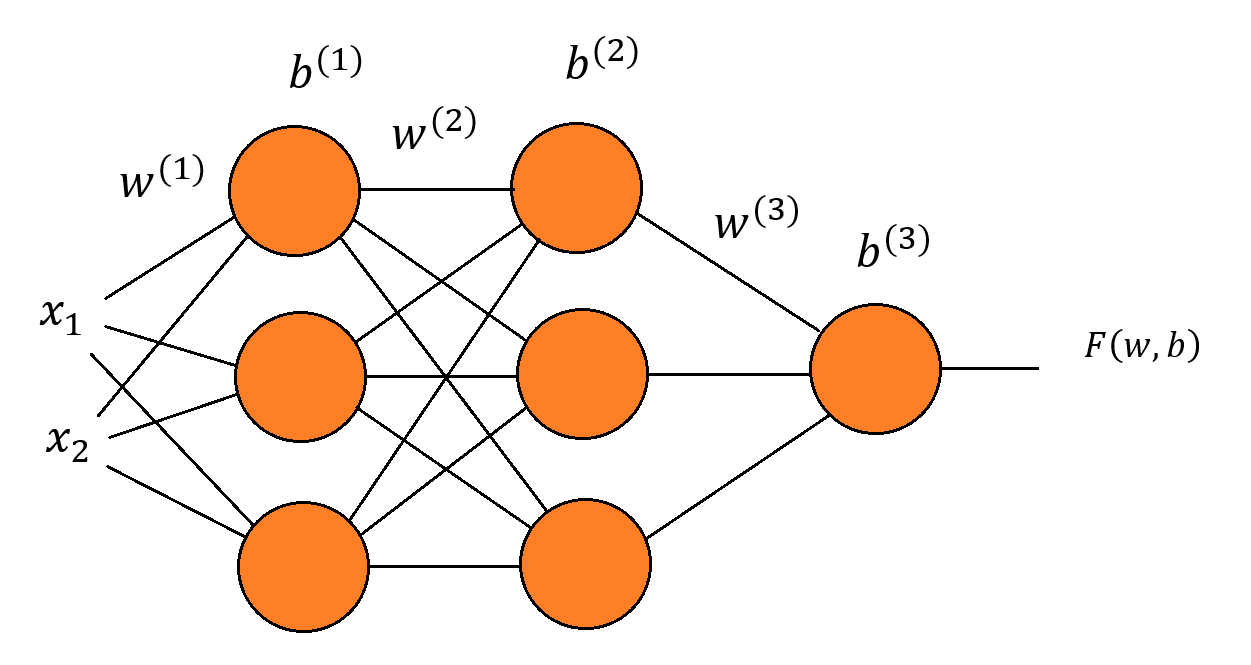 b^(1)
b^(2)
w^(2)
w^(1)
w^(3)
b^(3)
x_1
F(w, b)
x_2